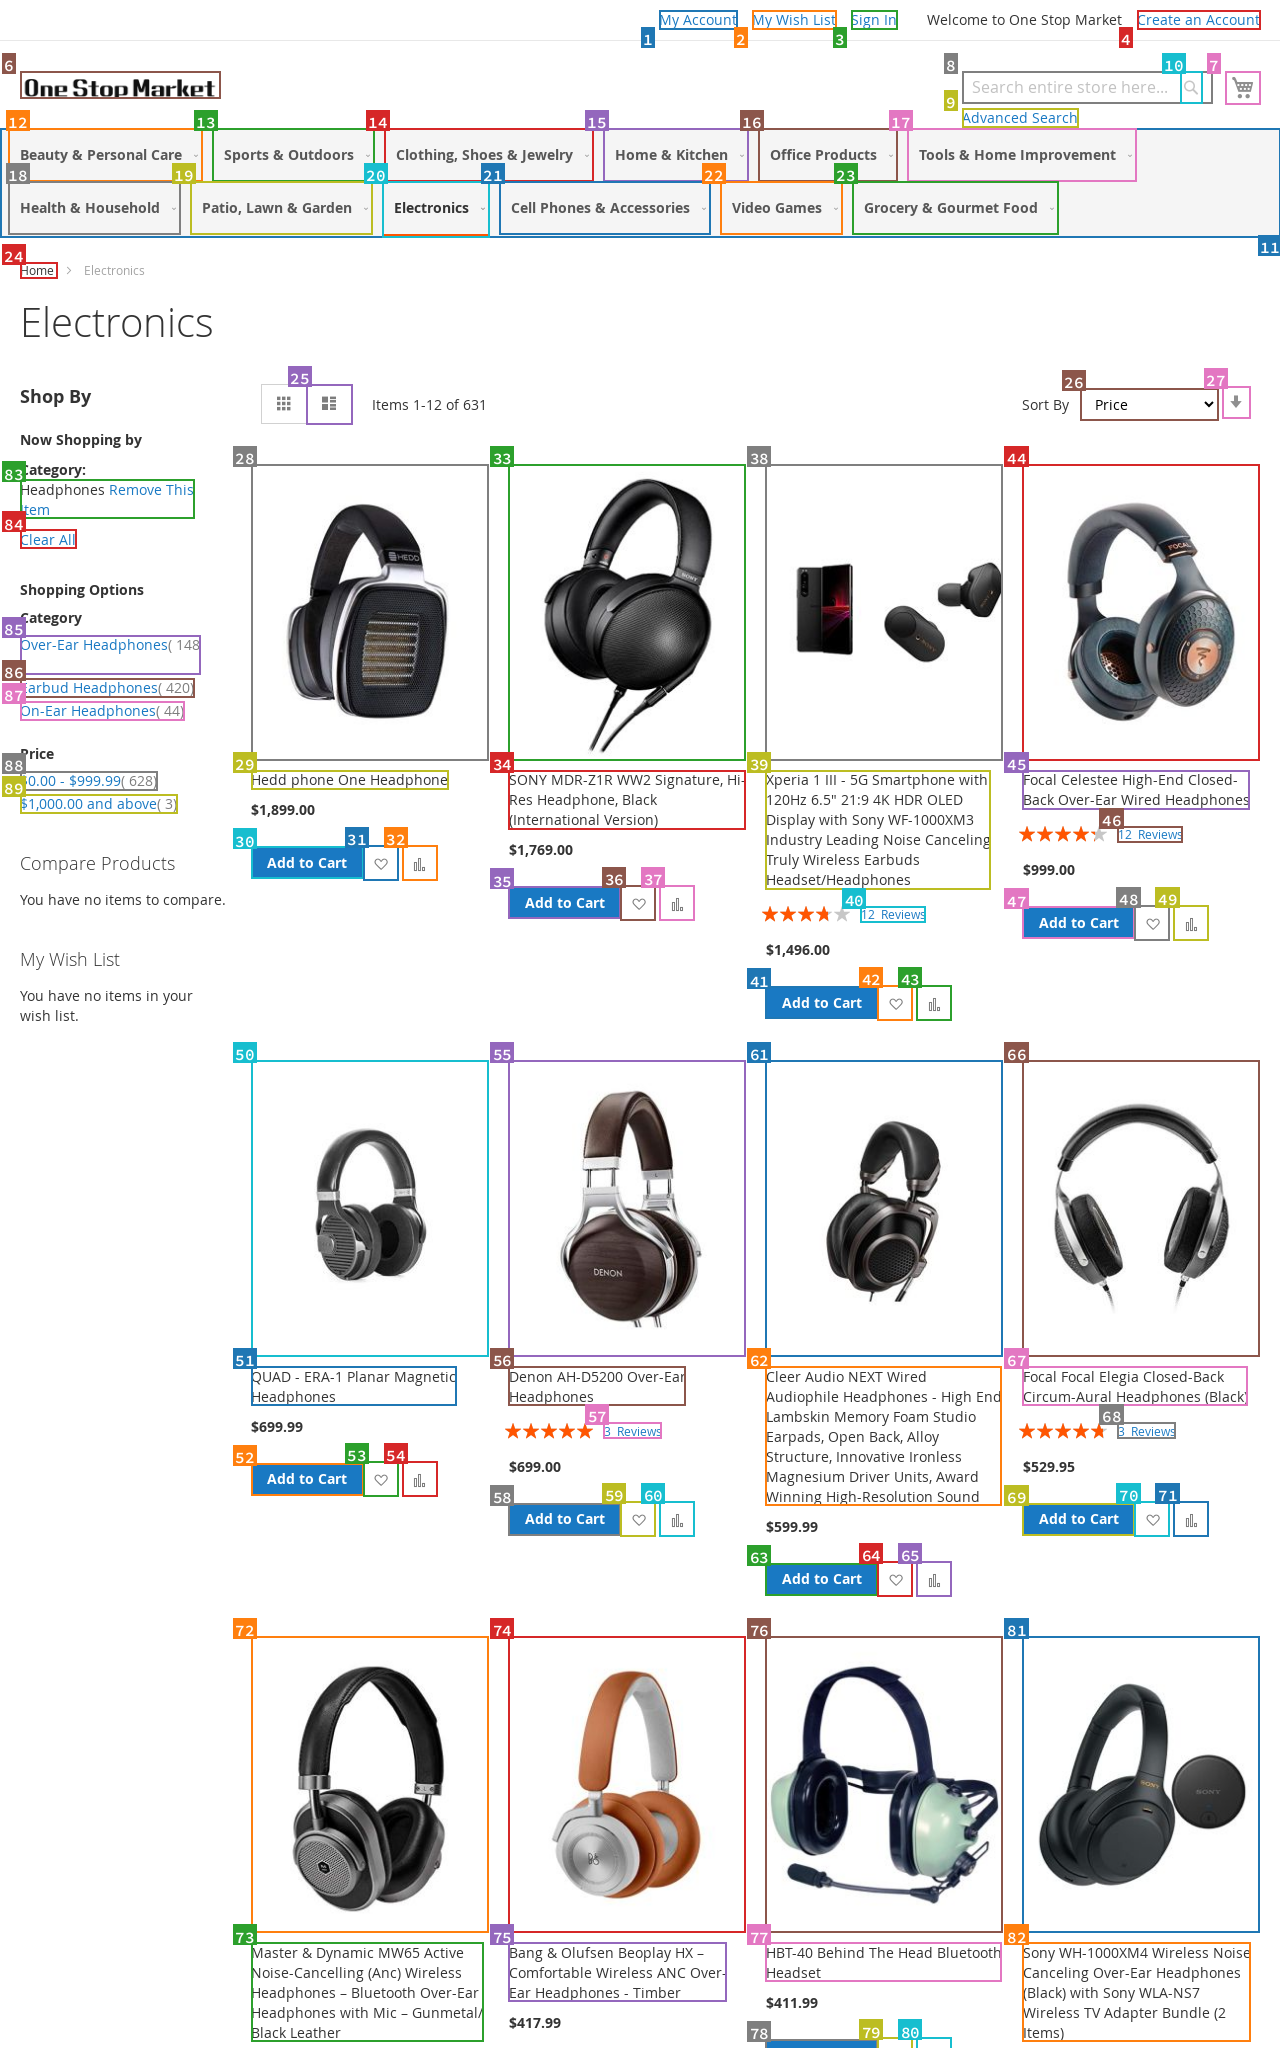 My Account
My Wish List
Sign In
Welcome to One Stop Market
Create an Account
1
2
3
4
6
8
10
7
One Stop Market
Search entire store here...
9
Advanced Search
12
13
14
15
16
17
Beauty & Personal Care
Sports & Outdoors
Clothing, Shoes & Jewelry
Home & Kitchen
Office Products
Tools & Home Improvement
18
19
20
21
22
23
Health & Household
Patio, Lawn & Garden
Electronics
Cell Phones & Accessories
Video Games
Grocery & Gourmet Food
11
24
Home
Electronics
Electronics
25
26
27
Shop By
Items 1-12 of 631
Sort By
Price
Now Shopping by
83
Category:
Headphones Remove This
Item
84
Clear All
Shopping Options
Category
85
Over-Ear Headphones( 148
86
Earbud Headphones( 420)
87
On-Ear Headphones( 44)
Price
88
$0.00 - $999.99( 628)
89
$1,000.00 and above( 3)
Compare Products
You have no items to compare.
My Wish List
You have no items in your
wish list.
28
HEDD
29
Hedd phone One Headphone
$1,899.00
30
31
32
Add to Cart
33
SONY
34
SONY MDR-Z1R WW2 Signature, Hi-
Res Headphone, Black
(International Version)
$1,769.00
35
36
37
Add to Cart
38
SONY
SONY
39
Xperia 1 III - 5G Smartphone with
120Hz 6.5" 21:9 4K HDR OLED
Display with Sony WF-1000XM3
Industry Leading Noise Canceling
Truly Wireless Earbuds
Headset/Headphones
40
12 Reviews
$1,496.00
41
42
43
Add to Cart
44
FOCAL
45
Focal Celestee High-End Closed-
Back Over-Ear Wired Headphones
46
12 Reviews
$999.00
47
48
49
Add to Cart
50
51
QUAD - ERA-1 Planar Magnetic
Headphones
$699.99
52
53
54
Add to Cart
55
DENON
56
Denon AH-D5200 Over-Ear
Headphones
57
3 Reviews
$699.00
58
59
60
Add to Cart
61
62
Cleer Audio NEXT Wired
Audiophile Headphones - High End
Lambskin Memory Foam Studio
Earpads, Open Back, Alloy
Structure, Innovative Ironless
Magnesium Driver Units, Award
Winning High-Resolution Sound
$599.99
63
64
65
Add to Cart
66
67
Focal Focal Elegia Closed-Back
Circum-Aural Headphones (Black)
68
3 Reviews
$529.95
69
70
71
Add to Cart
72
73
Master & Dynamic MW65 Active
Noise-Cancelling (Anc) Wireless
Headphones – Bluetooth Over-Ear
Headphones with Mic – Gunmetal/
Black Leather
74
75
Bang & Olufsen Beoplay HX –
Comfortable Wireless ANC Over-
Ear Headphones - Timber
$417.99
76
77
HBT-40 Behind The Head Bluetooth
Headset
$411.99
78
79
80
81
SONY
SONY
82
Sony WH-1000XM4 Wireless Noise
Canceling Over-Ear Headphones
(Black) with Sony WLA-NS7
Wireless TV Adapter Bundle (2
Items)